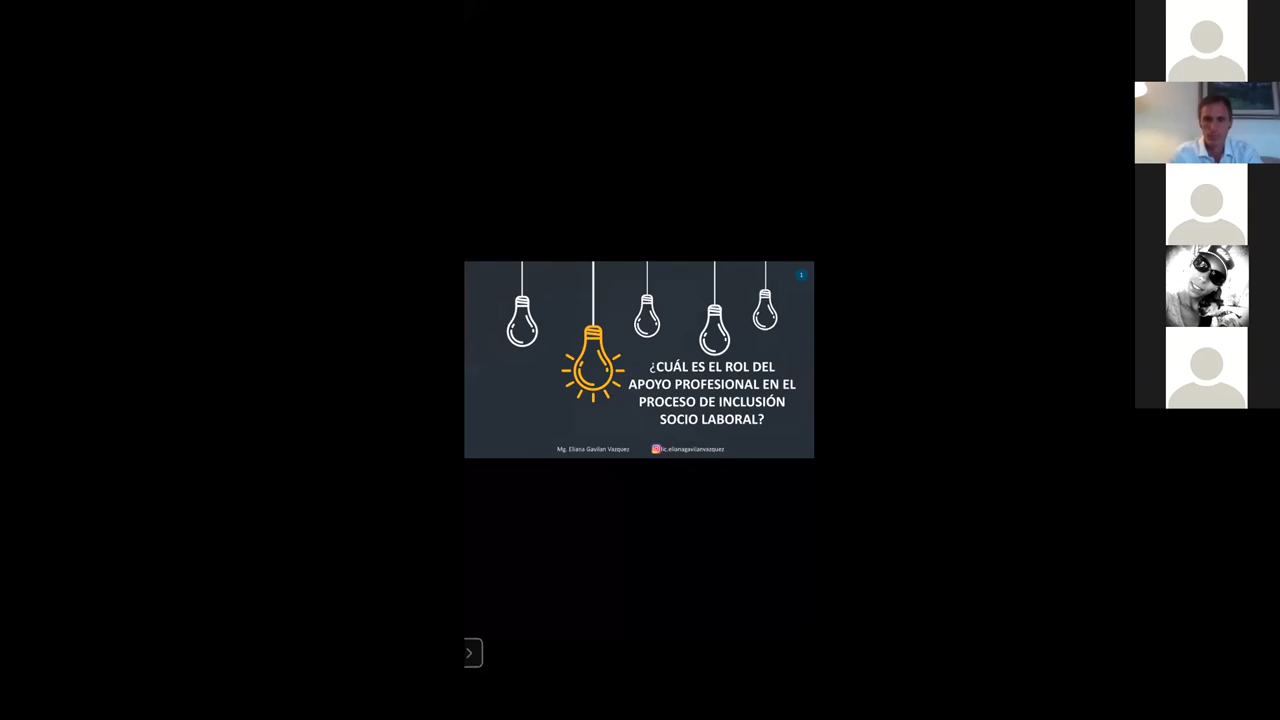 1
¿CUÁL ES EL ROL DEL
APOYO PROFESIONAL EN EL
PROCESO DE INCLUSIÓN
SOCIO LABORAL?
Mg. Eliana Gavilan Vazquez
lic.elianagavilanvazquez